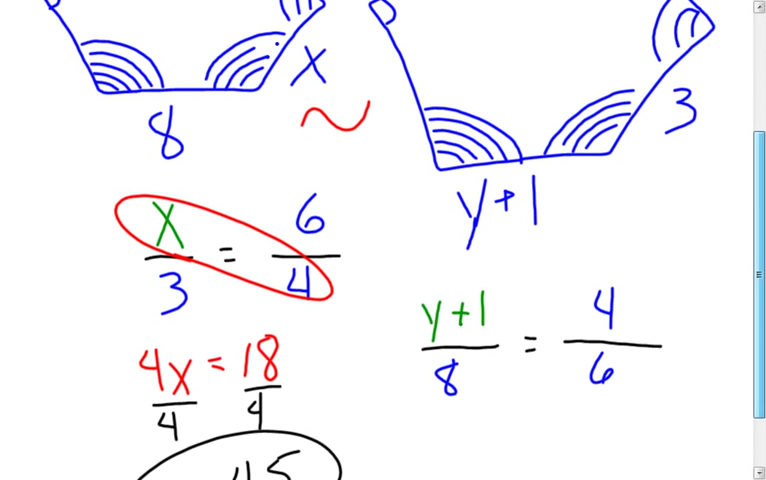 x
8
~
3
y+1
x/3 = 6/4
y+1/8 = 4/6
4x/4 = 18/4